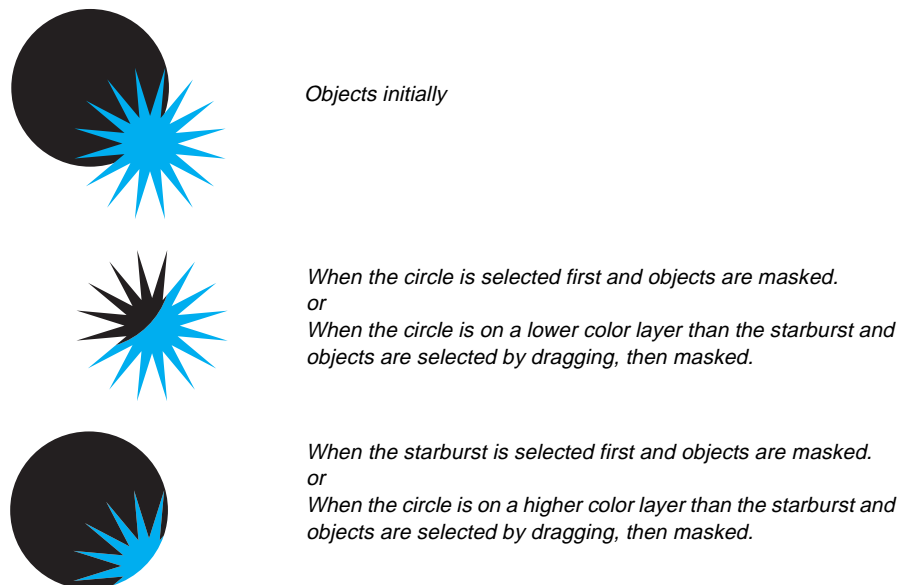 Objects initially
When the circle is selected first and objects are masked.
or
When the circle is on a lower color layer than the starburst and
objects are selected by dragging, then masked.
When the starburst is selected first and objects are masked.
or
When the circle is on a higher color layer than the starburst and
objects are selected by dragging, then masked.